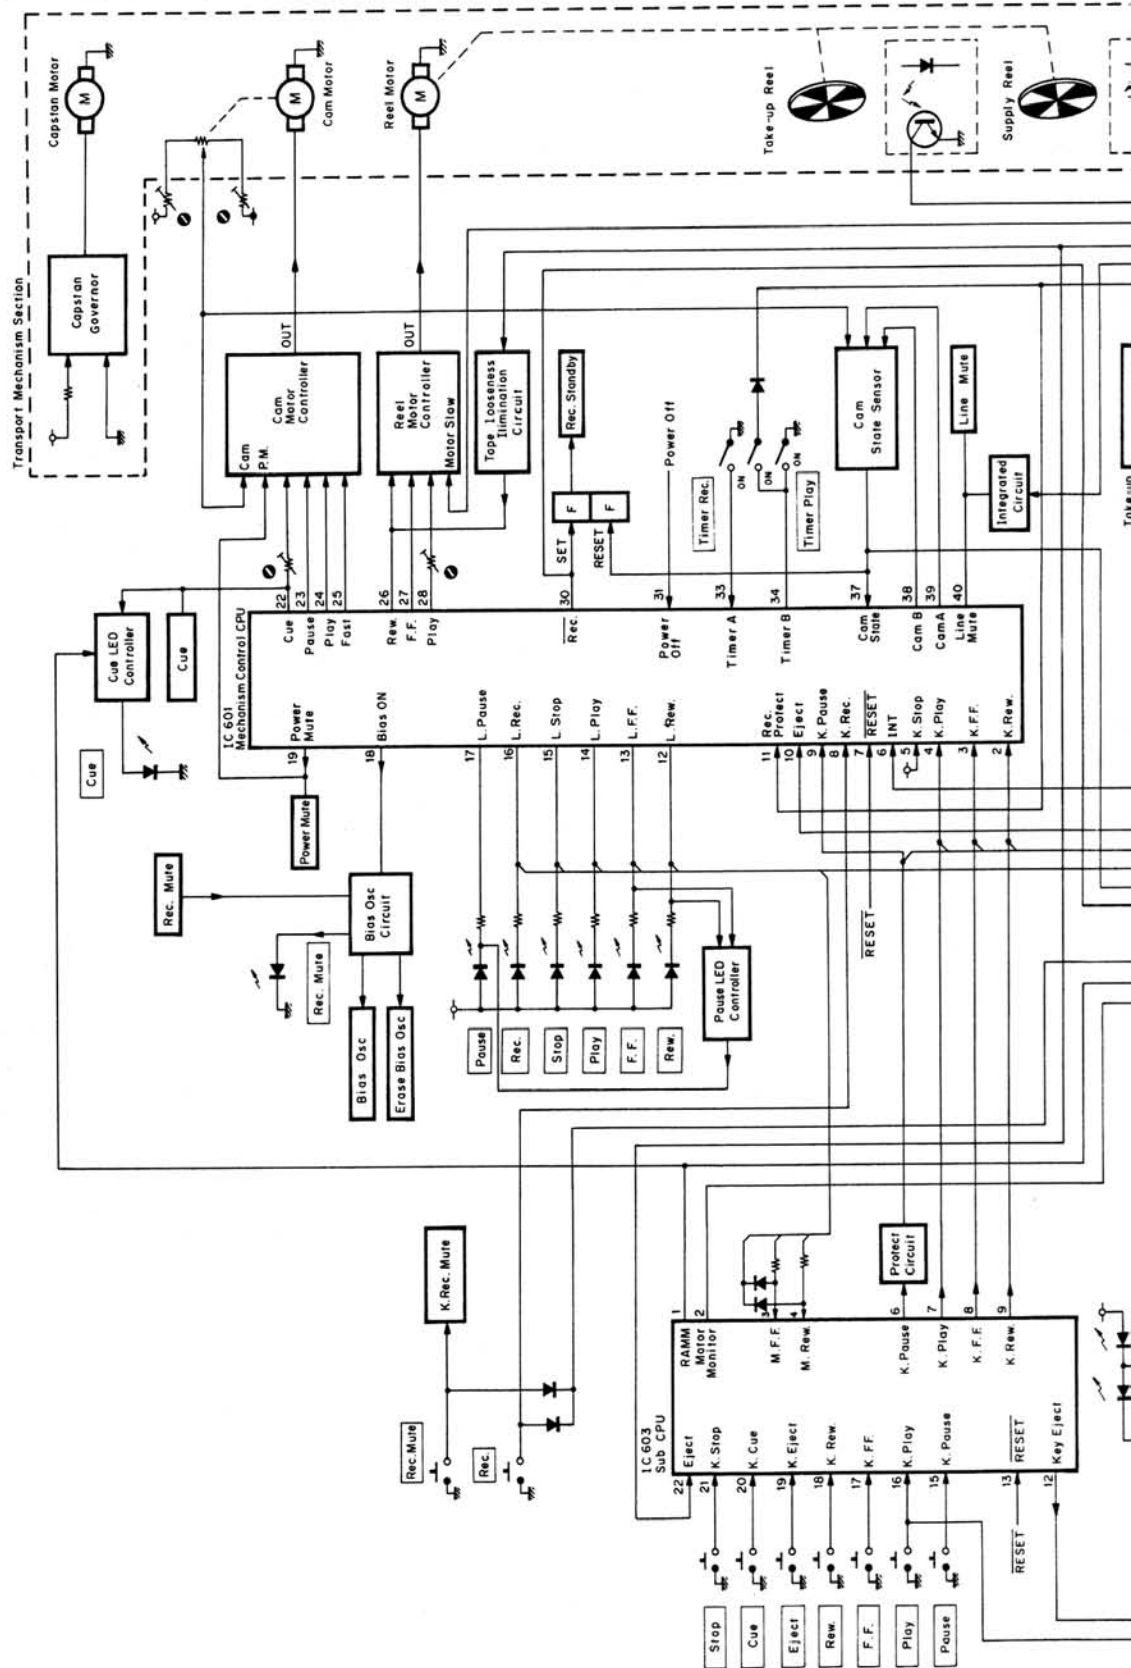 Transport Mechanism Section
Capstan Motor
M
Capstan
Governor
Cam Motor
M
Reel Motor
M
Take-up Reel
Supply Reel
OUT
Cam
Motor
Controller
Cam
P.M.
OUT
Reel
Motor
Controller
Motor Slow
Tape looseness
Ilimination
Circuit
Rec. Standby
F
F
SET
RESET
Power Off
Timer Rec.
ON
ON
ON
Timer Play
Cam
State Sensor
Line Mute
Integrated
Circuit
Take-up
Cue LED
Controller
Cue
Cue
IC 601
Mechanism Control CPU
22 Cue
23 Pause
24 Play
25 Fast
26 Rew.
27 F.F.
28 Play
30 Rec.
31 Power
Off
33 Timer A
34 Timer B
37 Cam
State
38 Cam B
39 Cam A
40 Line
Mute
19 Power
Mute
18 Bias ON
17 L.Pause
16 L.Rec.
15 L.Stop
14 L.Play
13 L.F.F.
12 L.Rew.
11 Rec.
Protect
10 Eject
9 K.Pause
8 K.Rec.
7 RESET
6 INT
5 K.Stop
4 K.Play
3 K.F.F.
2 K.Rew.
Power Mute
Rec. Mute
Bias Osc
Circuit
Rec. Mute
Bias Osc
Erase Bias Osc
Pause
Rec.
Stop
Play
F.F.
Rew.
Pause LED
Controller
RESET
K.Rec. Mute
Rec.Mute
Rec.
Protect
Circuit
IC 603
Sub CPU
1 RAMM
2 Motor
Monitor
3 M.F.F.
4 M.Rew.
6 K.Pause
7 K.Play
8 K.F.F.
9 K.Rew.
22 Eject
21 K.Stop
20 K.Cue
19 K.Eject
18 K.Rew.
17 K.FF.
16 K.Play
15 K.Pause
13 RESET
12 Key Eject
RESET
Stop
Cue
Eject
Rew.
F.F.
Play
Pause